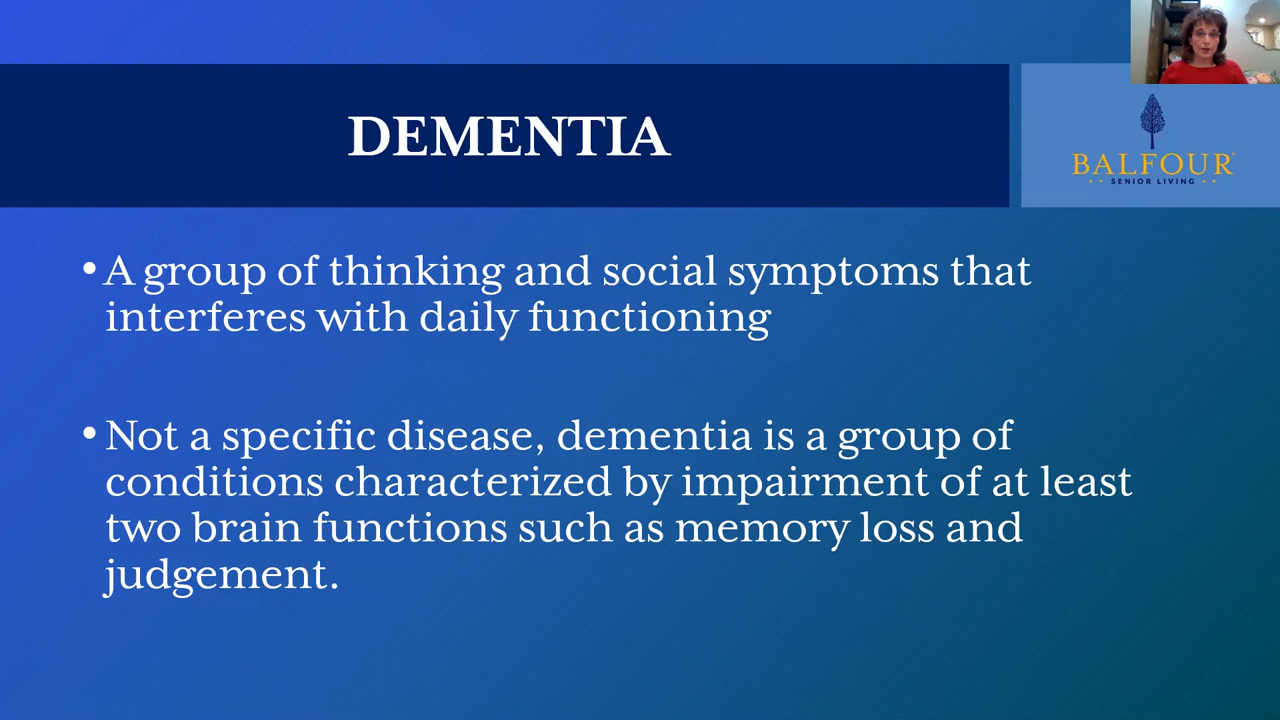 DEMENTIA
BALFOUR
SENIOR LIVING
• A group of thinking and social symptoms that
interferes with daily functioning
• Not a specific disease, dementia is a group of
conditions characterized by impairment of at least
two brain functions such as memory loss and
judgement.